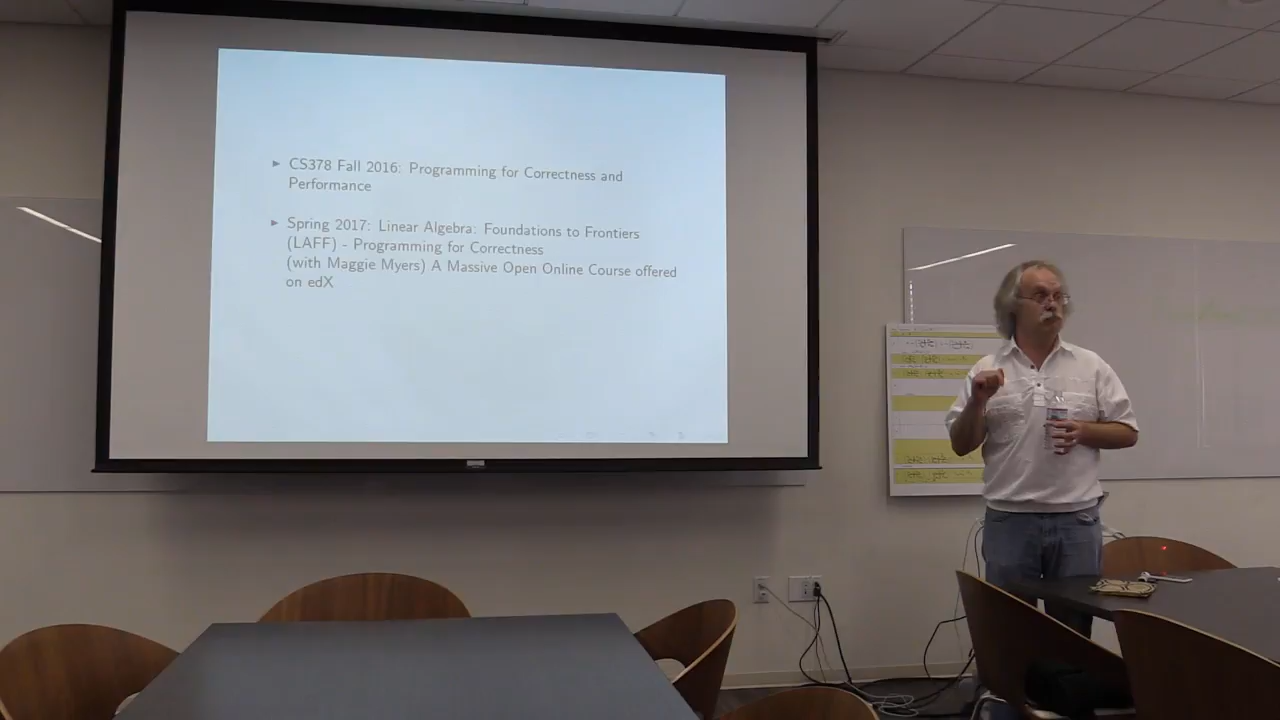 CS378 Fall 2016: Programming for Correctness and
Performance
Spring 2017: Linear Algebra: Foundations to Frontiers
(LAFF) - Programming for Correctness
(with Maggie Myers) A Massive Open Online Course offered
on edX